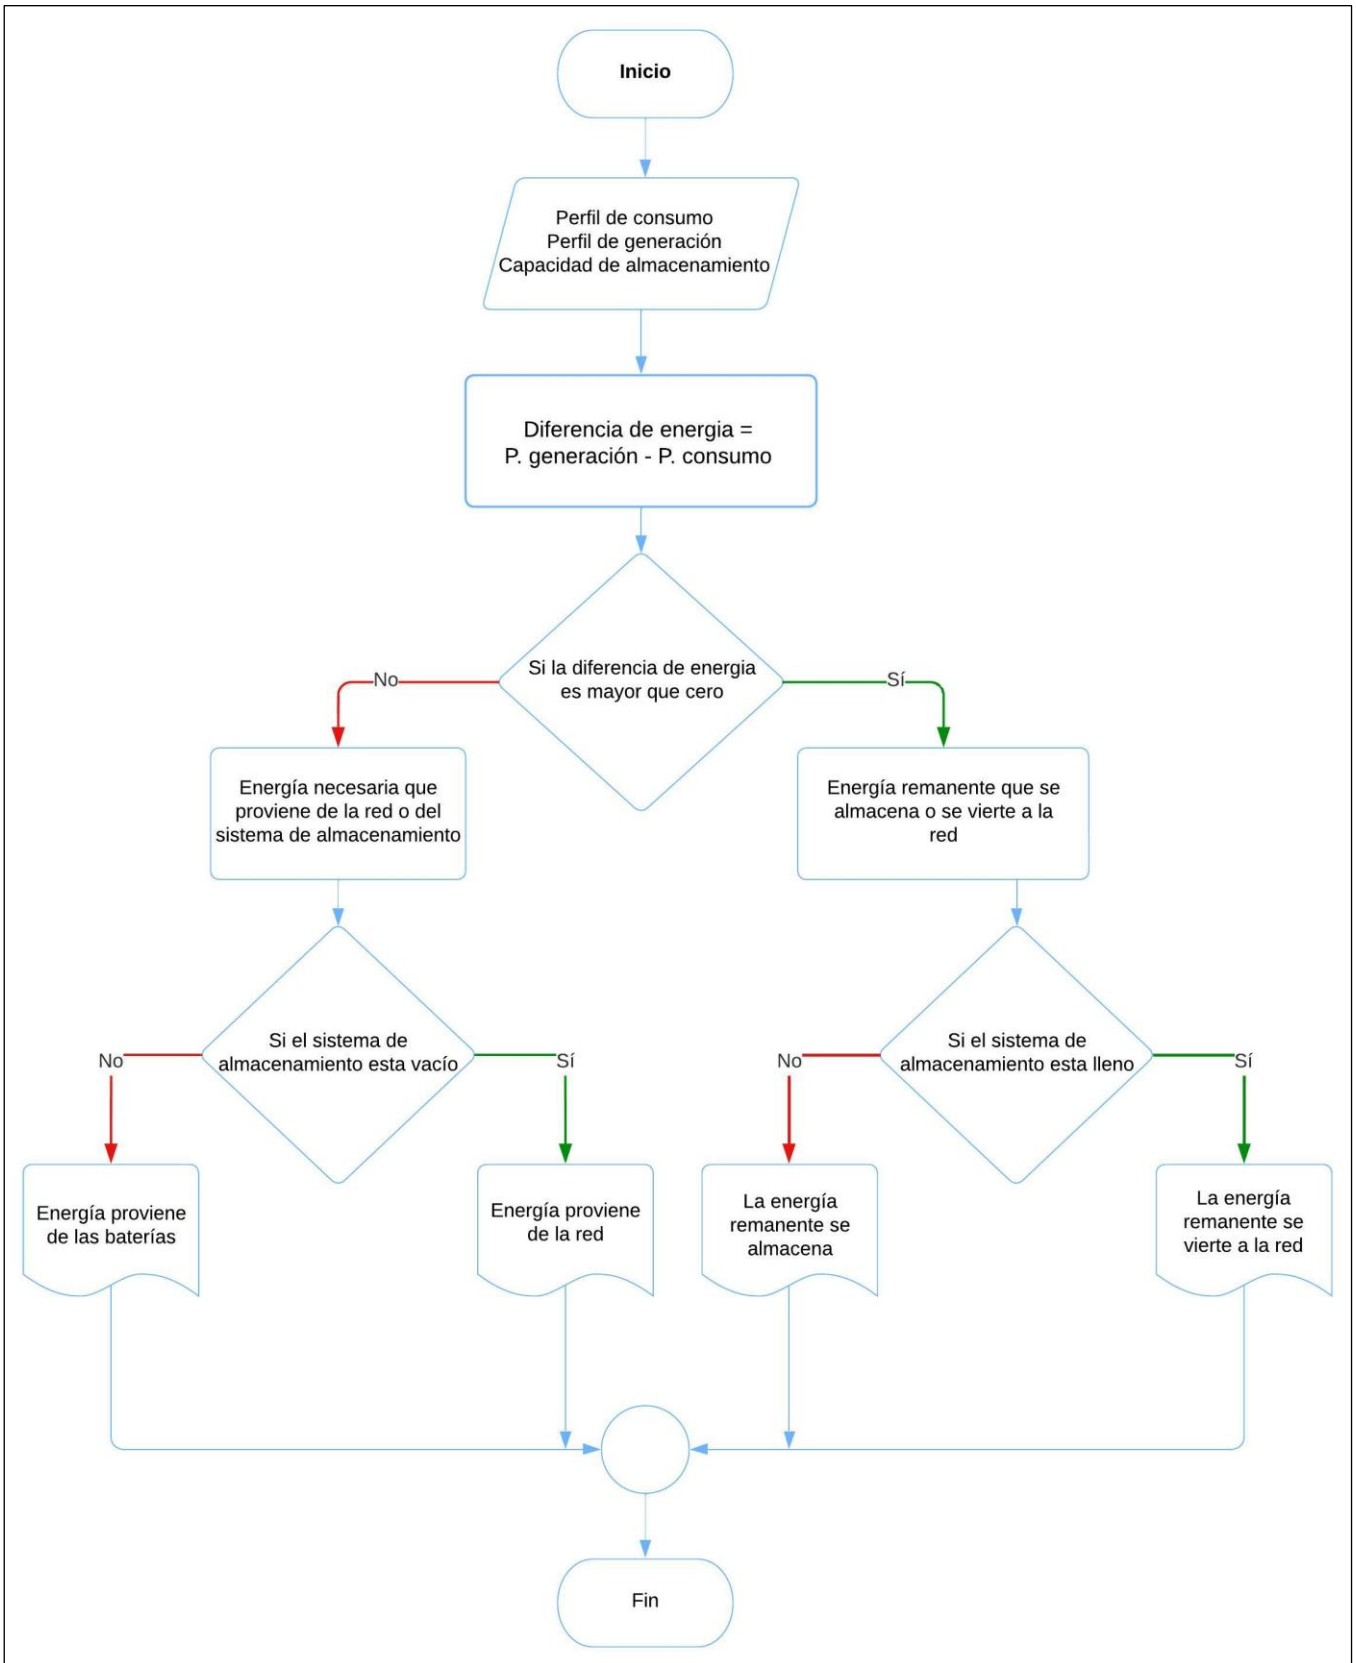 Inicio
Perfil de consumo
Perfil de generación
Capacidad de almacenamiento
Diferencia de energia =
P. generación - P. consumo
Si la diferencia de energia
es mayor que cero
No
Sí
Energía necesaria que
proviene de la red o del
sistema de almacenamiento
Energía remanente que se
almacena o se vierte a la
red
Si el sistema de
almacenamiento esta vacío
No
Sí
Si el sistema de
almacenamiento esta lleno
No
Sí
Energía proviene
de las baterías
Energía proviene
de la red
La energía
remanente se
almacena
La energía
remanente se
vierte a la red
Fin